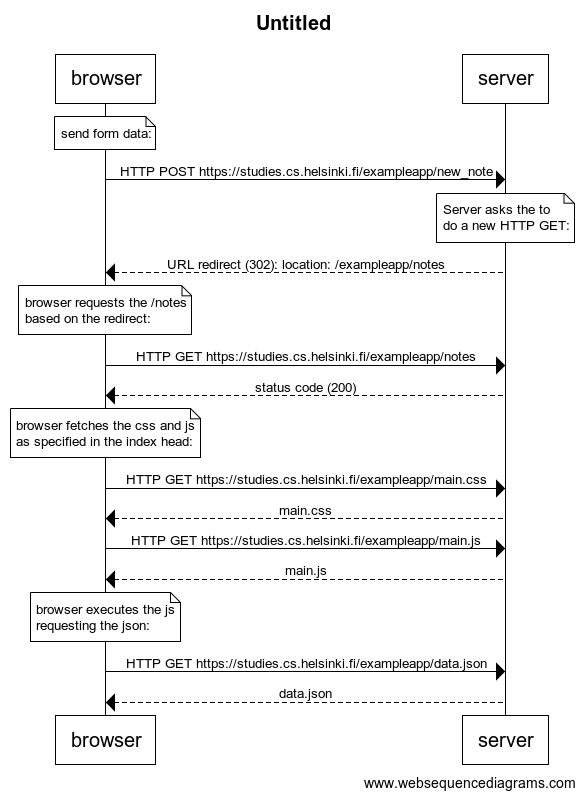 Untitled
browser
server
send form data:
HTTP POST https://studies.cs.helsinki.fi/exampleapp/new_note
Server asks the to
do a new HTTP GET:
URL redirect (302): location: /exampleapp/notes
browser requests the /notes
based on the redirect:
HTTP GET https://studies.cs.helsinki.fi/exampleapp/notes
status code (200)
browser fetches the css and js
as specified in the index head:
HTTP GET https://studies.cs.helsinki.fi/exampleapp/main.css
main.css
HTTP GET https://studies.cs.helsinki.fi/exampleapp/main.js
main.js
browser executes the js
requesting the json:
HTTP GET https://studies.cs.helsinki.fi/exampleapp/data.json
data.json
browser
server
www.websequencediagrams.com